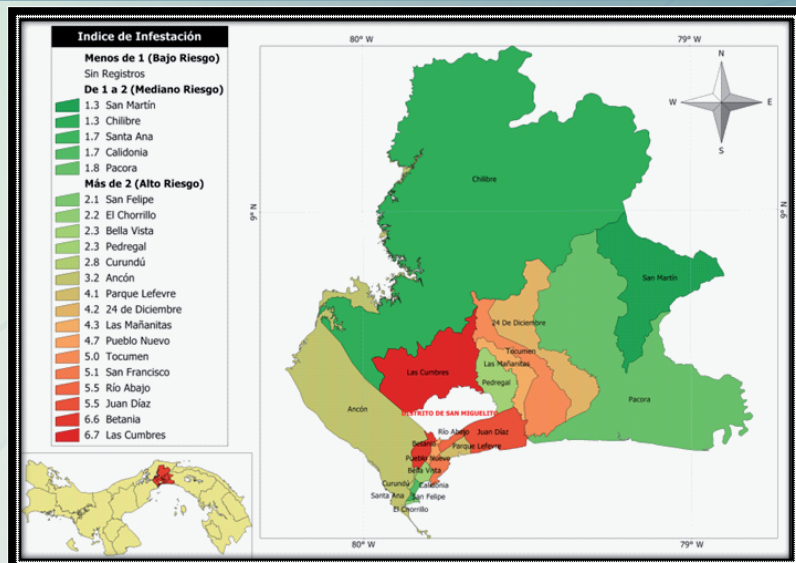 Indice de Infestación
Menos de 1 (Bajo Riesgo)
Sin Registros
De 1 a 2 (Mediano Riesgo)
1.3 San Martín
1.3 Chilibre
1.7 Santa Ana
1.7 Calidonia
1.8 Pacora
Más de 2 (Alto Riesgo)
2.1 San Felipe
2.2 El Chorrillo
2.3 Bella Vista
2.3 Pedregal
2.8 Curundú
3.2 Ancón
4.1 Parque Lefevre
4.2 24 de Diciembre
4.3 Las Mañanitas
4.7 Pueblo Nuevo
5.0 Tocumen
5.1 San Francisco
5.5 Río Abajo
5.5 Juan Díaz
6.6 Betania
6.7 Las Cumbres
80° W
79° W
N
W
E
S
9° N
9° N
Chilibre
San Martín
24 De Diciembre
Tocumen
Las Mañanitas
Las Cumbres
Pedregal
Pacora
Ancón
DISTRITO DE SAN MIGUELITO
Río Abajo
Juan Díaz
Betania
Parque Lefevre
Pueblo Nuevo
Bella Vista
Curundú
Calidonia
Santa Ana
San Felipe
El Chorrillo
80° W
79° W